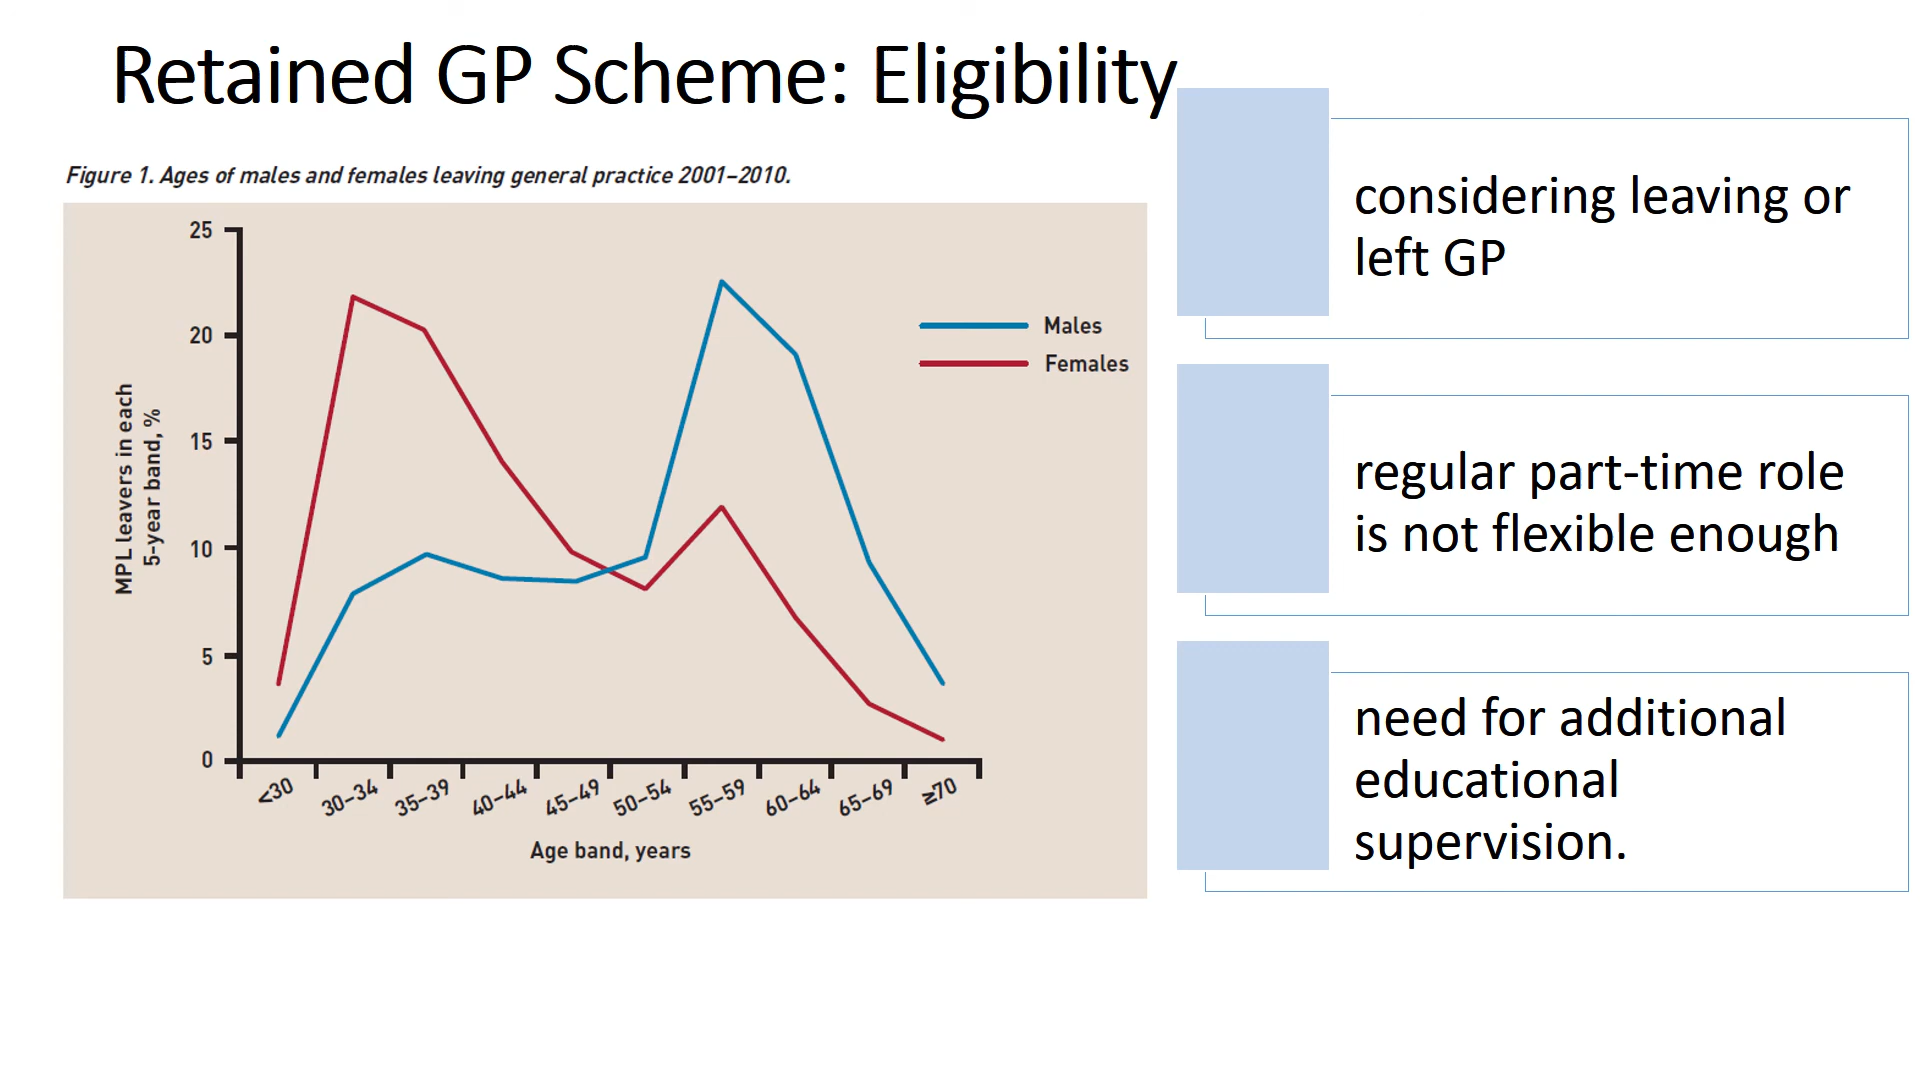 Retained GP Scheme: Eligibility
Figure 1. Ages of males and females leaving general practice 2001–2010.
25
20
15
10
5
0
MPL leavers in each
5-year band, %
Males
Females
<30
30–34
35–39
40–44
45–49
50–54
55–59
60–64
65–69
≥70
Age band, years
considering leaving or
left GP
regular part-time role
is not flexible enough
need for additional
educational
supervision.